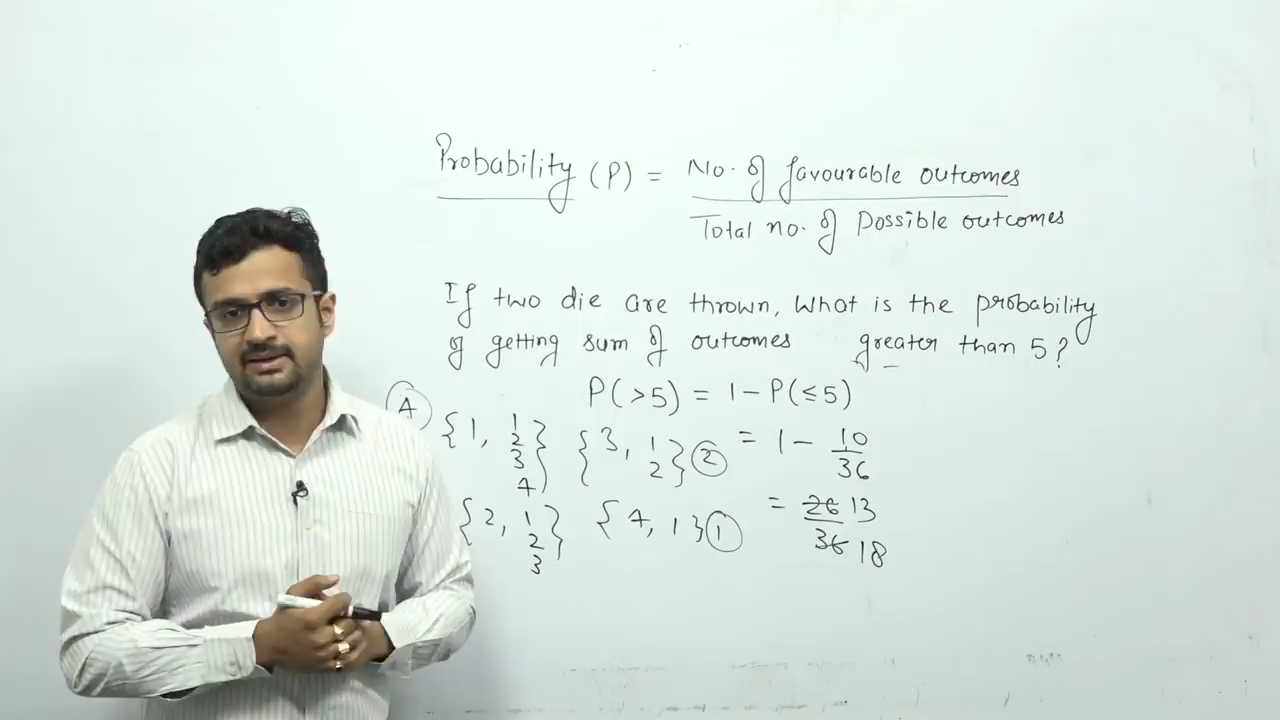 Probability (P) = No. of favourable outcomes
Total no. of Possible outcomes
If two die are thrown, What is the probability
of getting sum of outcomes greater than 5?
P(>5) = 1-P(≤5)
4
{1, 1 2 3 4} {3, 1 2} 2 = 1 - 10/36
{2, 1 2 3} {4, 1} 1 = 26/36 13/18